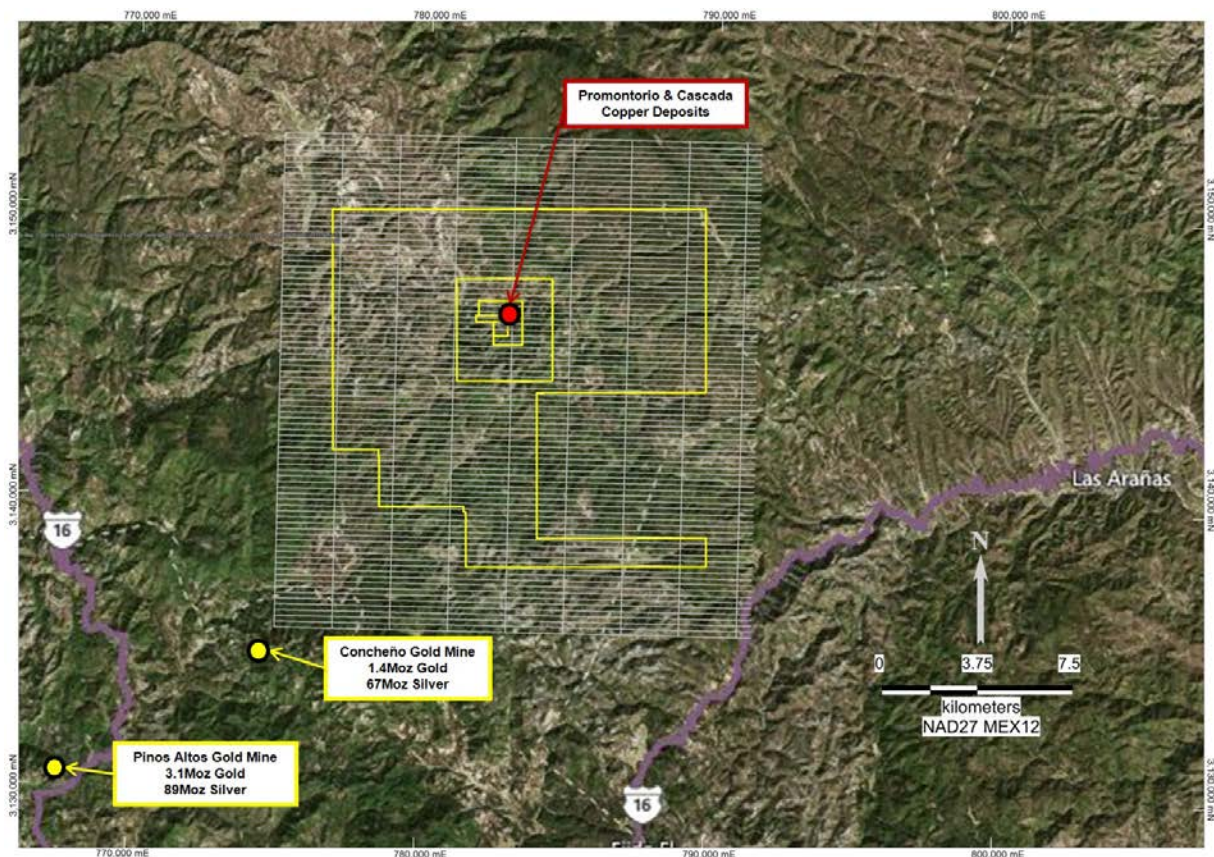 770,000 mE
780,000 mE
790,000 mE
800,000 mE
Promontorio & Cascada
Copper Deposits
3,150,000 mN
3,150,000 mN
3,140,000 mN
3,140,000 mN
Las Arañas
16
N
0 3.75 7.5
kilometers
NAD27 MEX12
Concheño Gold Mine
1.4Moz Gold
67Moz Silver
Pinos Altos Gold Mine
3.1Moz Gold
89Moz Silver
3,130,000 mN
3,130,000 mN
16
770,000 mE
780,000 mE
790,000 mE
800,000 mE